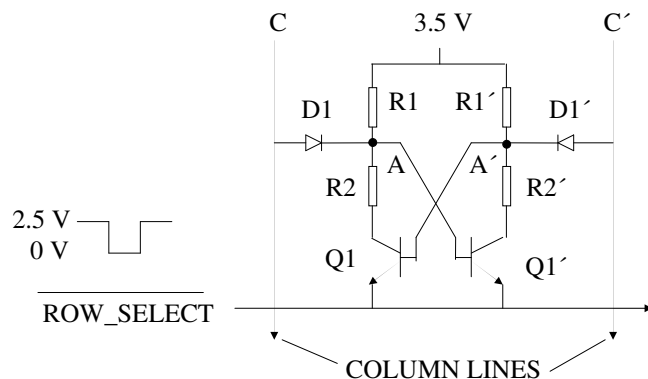 C 3.5 V C´
R1 R1´
D1 D1´
A A´
R2 R2´
2.5 V
0 V
Q1 Q1´
ROW_SELECT
COLUMN LINES